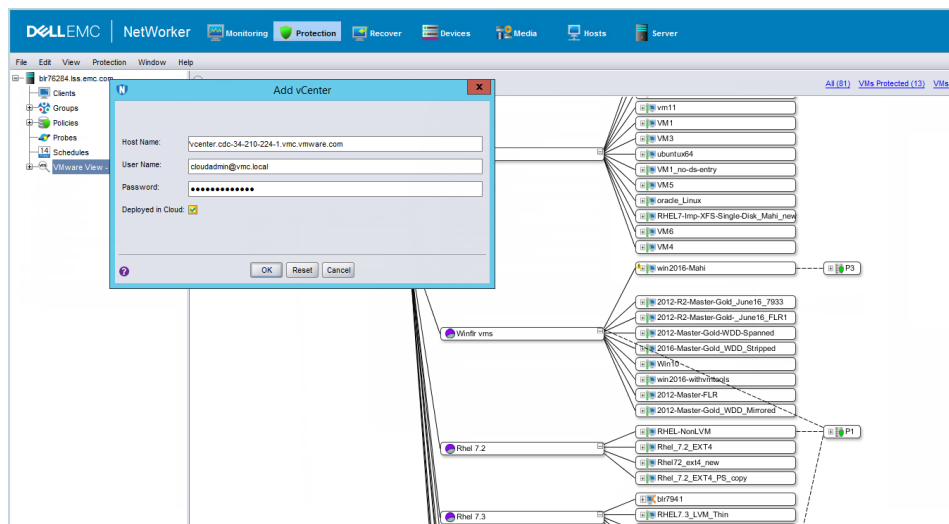 DELLEMC NetWorker Monitoring Protection Recover Devices Media Hosts Server
File Edit View Protection Window Help
blr76284.lss.emc.com
Clients
Groups
Policies
Probes
14 Schedules
VMware View -
All (81) VMs Protected (13) VMs
Add vCenter
Host Name: vcenter.cdc-34-210-224-1.vmc.vmware.com
User Name: cloudadmin@vmc.local
Password: •••••••••••••
Deployed in Cloud:
OK Reset Cancel
vm11
VM1
VM3
ubuntu64
VM1_no-ds-entry
VM5
oracle_Linux
RHEL7-Imp-XFS-Single-Disk_Mahi_new
VM6
VM4
win2016-Mahi
P3
2012-R2-Master-Gold_June16_7933
2012-R2-Master-Gold-_June16_FLR1
Winflr vms
2012-Master-Gold-WDD-Spanned
2016-Master-Gold_WDD_Stripped
Win10
win2016-withvmtools
2012-Master-FLR
2012-Master-Gold_WDD_Mirrored
RHEL-NonLVM
P1
Rhel 7.2
Rhel_7.2_EXT4
Rhel72_ext4_new
Rhel_7.2_EXT4_PS_copy
blr7941
Rhel 7.3
RHEL7.3_LVM_Thin